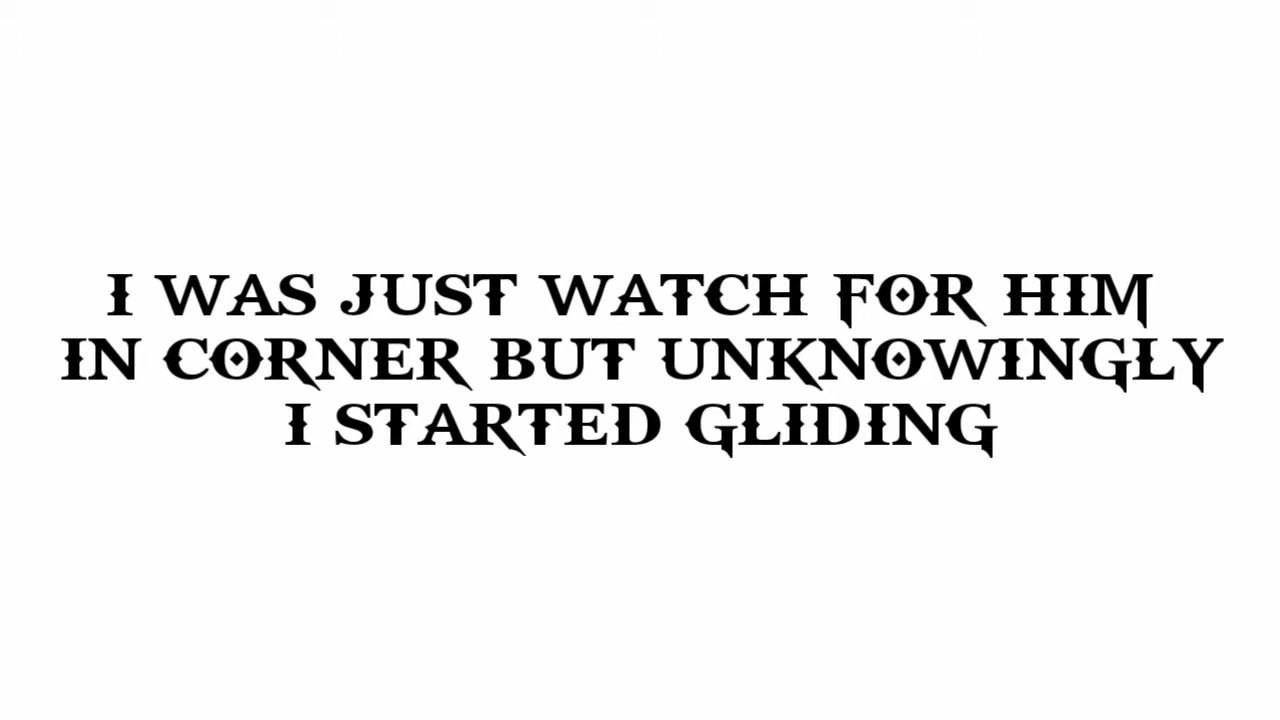 I WAS JUST WATCH FOR HIM
IN CORNER BUT UNKNOWINGLY
I STARTED GLIDING